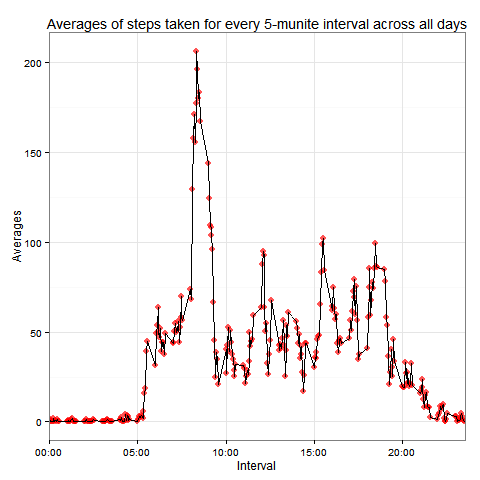 Averages of steps taken for every 5-munite interval across all days
200
150
100
50
0
Averages
00:00 05:00 10:00 15:00 20:00
Interval